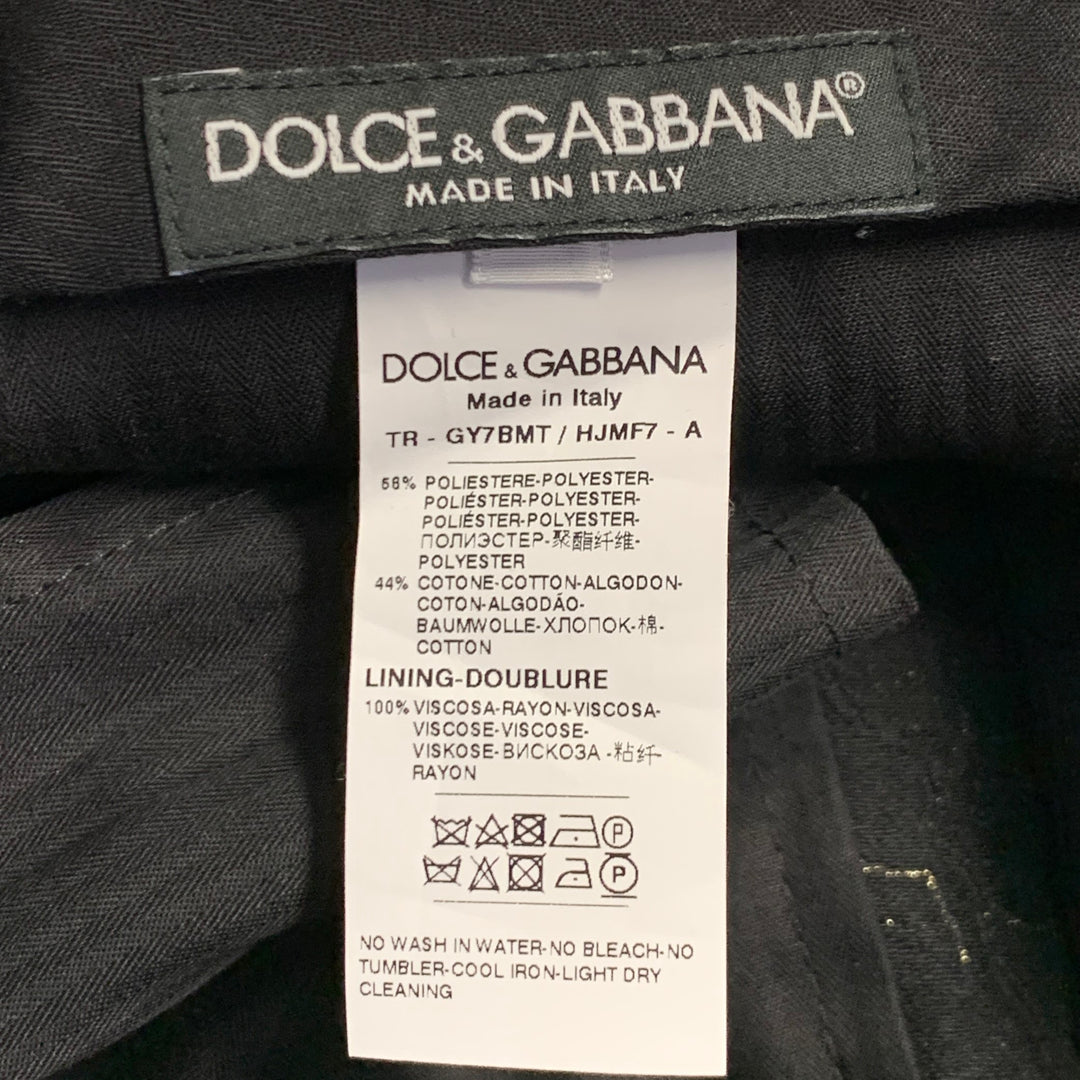 DOLCE & GABBANA®
MADE IN ITALY
DOLCE & GABBANA
Made in Italy
TR - GY7BMT / HJMF7 - A
56% POLIESTERE-POLYESTER-
POLIÉSTER-POLYESTER-
POLIÉSTER-POLYESTER-
ПОЛИЭСТЕР-聚酯纤维-
POLYESTER
44% COTONE-COTTON-ALGODON-
COTON-ALGODÃO-
BAUMWOLLE-ХЛОПОК-棉-
COTTON
LINING-DOUBLURE
100% VISCOSA-RAYON-VISCOSA-
VISCOSE-VISCOSE-
VISKOSE-ВИСКОЗА -粘纤-
RAYON
P
P
NO WASH IN WATER-NO BLEACH-NO
TUMBLER-COOL IRON-LIGHT DRY
CLEANING